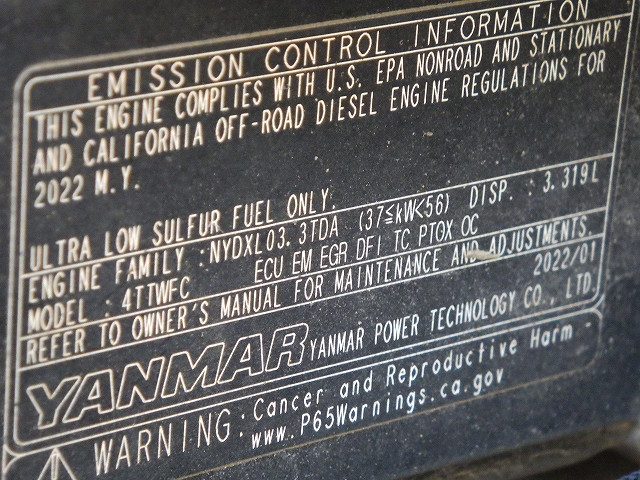 EMISSION CONTROL INFORMATION
THIS ENGINE COMPLIES WITH U.S. EPA NONROAD AND STATIONARY
AND CALIFORNIA OFF-ROAD DIESEL ENGINE REGULATIONS FOR
2022 M.Y.
ULTRA LOW SULFUR FUEL ONLY.
ENGINE FAMILY : NYDXL03.3TDA (37≦kW<56) DISP. : 3.319L
MODEL : 4TTWFC ECU EM EGR DFI TC PTOX OC
REFER TO OWNER'S MANUAL FOR MAINTENANCE AND ADJUSTMENTS.
2022/01
YANMAR YANMAR POWER TECHNOLOGY CO., LTD.
WARNING: Cancer and Reproductive Harm
www.P65Warnings.ca.gov